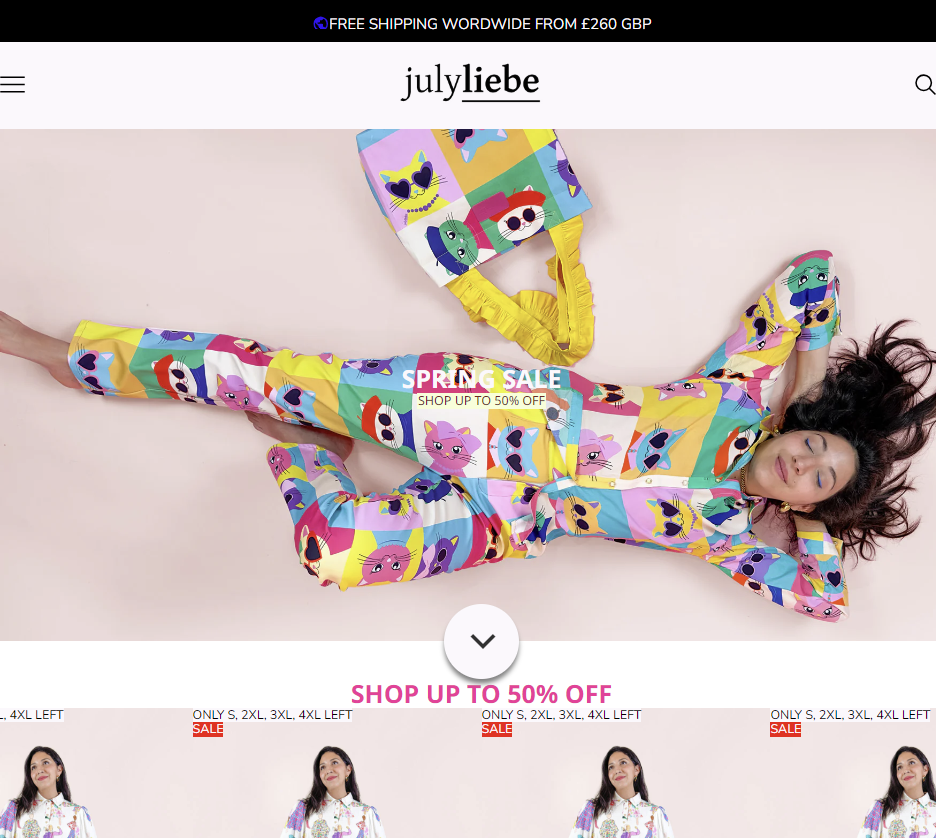 FREE SHIPPING WORDWIDE FROM £260 GBP
julyliebe
SPRING SALE
SHOP UP TO 50% OFF
SHOP UP TO 50% OFF
L, 4XL LEFT
ONLY S, 2XL, 3XL, 4XL LEFT
ONLY S, 2XL, 3XL, 4XL LEFT
ONLY S, 2XL, 3XL, 4XL LEFT
SALE
SALE
SALE